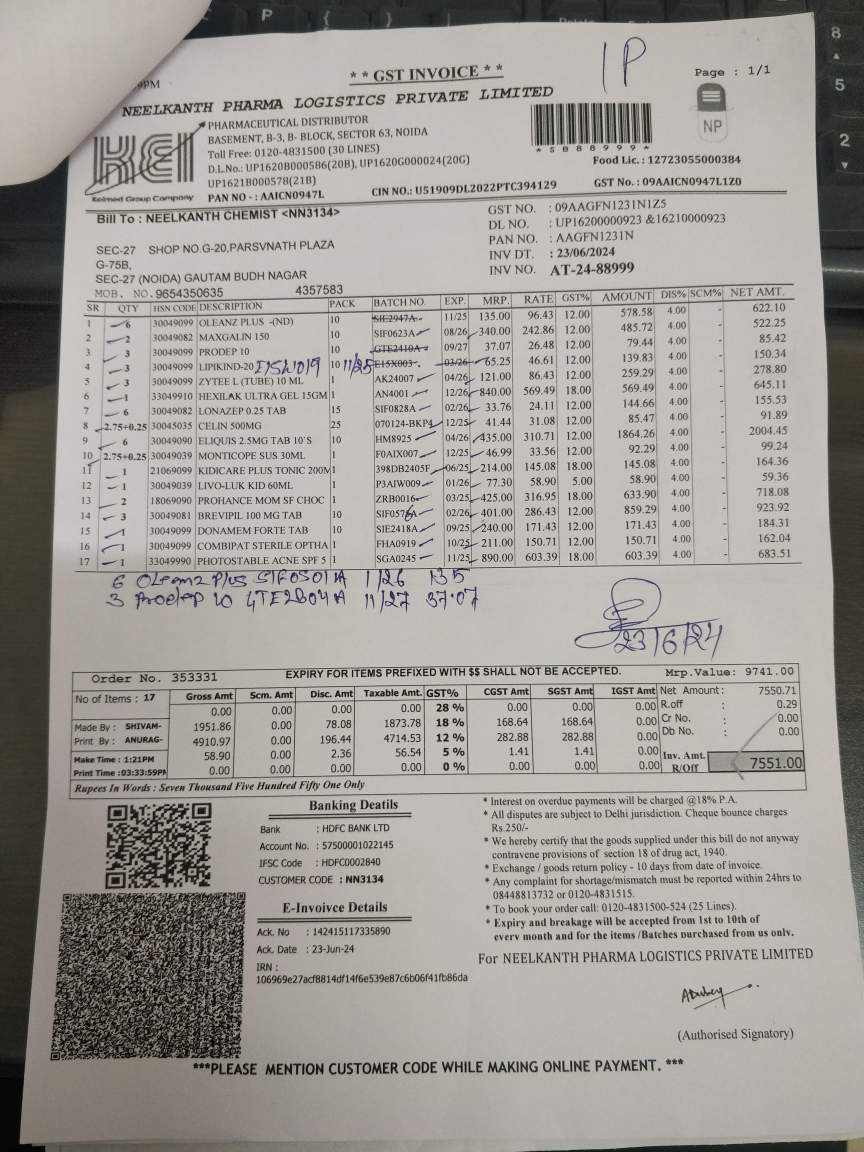 9PM
** GST INVOICE **
1P
Page : 1/1
NEELKANTH PHARMA LOGISTICS PRIVATE LIMITED
KEI
Keimed Group Company
PHARMACEUTICAL DISTRIBUTOR
BASEMENT, B-3, B- BLOCK, SECTOR 63, NOIDA
Toll Free: 0120-4831500 (30 LINES)
D.L.No.: UP1620B000586(20B), UP1620G000024(20G)
UP1621B000578(21B)
PAN NO - : AAICN0947L
CIN NO.: U51909DL2022PTC394129
*SB88999*
NP
Food Lic.: 12723055000384
GST No. : 09AAICN0947L1Z0
Bill To : NEELKANTH CHEMIST <NN3134>
SEC-27 SHOP NO.G-20,PARSVNATH PLAZA
G-75B,
SEC-27 (NOIDA) GAUTAM BUDH NAGAR
MOB. NO. 9654350635 4357583
GST NO. : 09AAGFN1231N1Z5
DL NO. : UP16200000923 &16210000923
PAN NO. : AAGFN1231N
INV DT. : 23/06/2024
INV NO. AT-24-88999
SR QTY HSN CODE DESCRIPTION PACK BATCH NO. EXP. MRP. RATE GST% AMOUNT DIS% SCM% NET AMT.
1 6 30049099 OLEANZ PLUS -(ND) 10 SIE2947A 11/25 135.00 96.43 12.00 578.58 4.00 - 622.10
2 2 30049082 MAXGALIN 150 10 SIF0623A 08/26 340.00 242.86 12.00 485.72 4.00 - 522.25
3 3 30049099 PRODEP 10 10 GTE2410A 09/27 37.07 26.48 12.00 79.44 4.00 - 85.42
4 3 30049099 LIPIKIND-20 E15W019 10 11/25 E15X003 03/26 65.25 46.61 12.00 139.83 4.00 - 150.34
5 3 30049099 ZYTEE L (TUBE) 10 ML 1 AK24007 04/26 121.00 86.43 12.00 259.29 4.00 - 278.80
6 1 33049910 HEXILAK ULTRA GEL 15GM 1 AN4001 12/26 840.00 569.49 18.00 569.49 4.00 - 645.11
7 6 30049082 LONAZEP 0.25 TAB 15 SIF0828A 02/26 33.76 24.11 12.00 144.66 4.00 - 155.53
8 2.75+0.25 30045035 CELIN 500MG 25 070124-BKP4 12/25 41.44 31.08 12.00 85.47 4.00 - 91.89
9 6 30049090 ELIQUIS 2.5MG TAB 10'S 10 HM8925 04/26 435.00 310.71 12.00 1864.26 4.00 - 2004.45
10 2.75+0.25 30049039 MONTICOPE SUS 30ML 1 F0AIX007 12/25 46.99 33.56 12.00 92.29 4.00 - 99.24
11 1 21069099 KIDICARE PLUS TONIC 200M 1 398DB2405F 06/25 214.00 145.08 18.00 145.08 4.00 - 164.36
12 1 30049039 LIVO-LUK KID 60ML 1 P3AIW009 01/26 77.30 58.90 5.00 58.90 4.00 - 59.36
13 2 18069090 PROHANCE MOM SF CHOC 1 ZRB0016 03/25 425.00 316.95 18.00 633.90 4.00 - 718.08
14 3 30049081 BREVIPIL 100 MG TAB 10 02/26 401.00 286.43 12.00 859.29 4.00 - 923.92
15 1 30049099 DONAMEM FORTE TAB 10 SIE2418A 09/25 240.00 171.43 12.00 171.43 4.00 - 184.31
16 1 30049099 COMBIPAT STERILE OPTHA 1 FHA0919 10/25 211.00 150.71 12.00 150.71 4.00 - 162.04
17 1 33049990 PHOTOSTABLE ACNE SPF 5 1 SGA0245 11/25 890.00 603.39 18.00 603.39 4.00 - 683.51
6 Oleanz Plus SIF0501A 1/26 135
3 Prodep 10 GTE2804A 11/27 37.07
23/6/24
Order No. 353331 EXPIRY FOR ITEMS PREFIXED WITH $$ SHALL NOT BE ACCEPTED. Mrp.Value: 9741.00
No of Items : 17 Gross Amt Scm. Amt Disc. Amt Taxable Amt. GST% CGST Amt SGST Amt IGST Amt Net Amount: 7550.71
0.00 0.00 0.00 0.00 28 % 0.00 0.00 0.00 R.off : 0.29
Made By : SHIVAM- 1951.86 0.00 78.08 1873.78 18 % 168.64 168.64 0.00 Cr No. : 0.00
Print By : ANURAG- 4910.97 0.00 196.44 4714.53 12 % 282.88 282.88 0.00 Db No. : 0.00
Make Time : 1:21PM 58.90 0.00 2.36 56.54 5 % 1.41 1.41 0.00 Inv. Amt.
Print Time :03:33:59PM 0.00 0.00 0.00 0.00 0 % 0.00 0.00 0.00 R/Off 7551.00
Rupees In Words : Seven Thousand Five Hundred Fifty One Only
Banking Deatils
Bank : HDFC BANK LTD
Account No. : 57500001022145
IFSC Code : HDFC0002840
CUSTOMER CODE : NN3134
E-Invoivce Details
Ack. No : 142415117335890
Ack. Date : 23-Jun-24
IRN :
106969e27acf8814df14f6e539e87c6b06f41fb86da
* Interest on overdue payments will be charged @18% P.A.
* All disputes are subject to Delhi jurisdiction. Cheque bounce charges
Rs.250/-
* We hereby certify that the goods supplied under this bill do not anyway
contravene provisions of section 18 of drug act, 1940.
* Exchange / goods return policy - 10 days from date of invoice.
* Any complaint for shortage/mismatch must be reported within 24hrs to
08448813732 or 0120-4831515.
* To book your order call: 0120-4831500-524 (25 Lines).
* Expiry and breakage will be accepted from 1st to 10th of
every month and for the items /Batches purchased from us only.
For NEELKANTH PHARMA LOGISTICS PRIVATE LIMITED
(Authorised Signatory)
***PLEASE MENTION CUSTOMER CODE WHILE MAKING ONLINE PAYMENT. ***